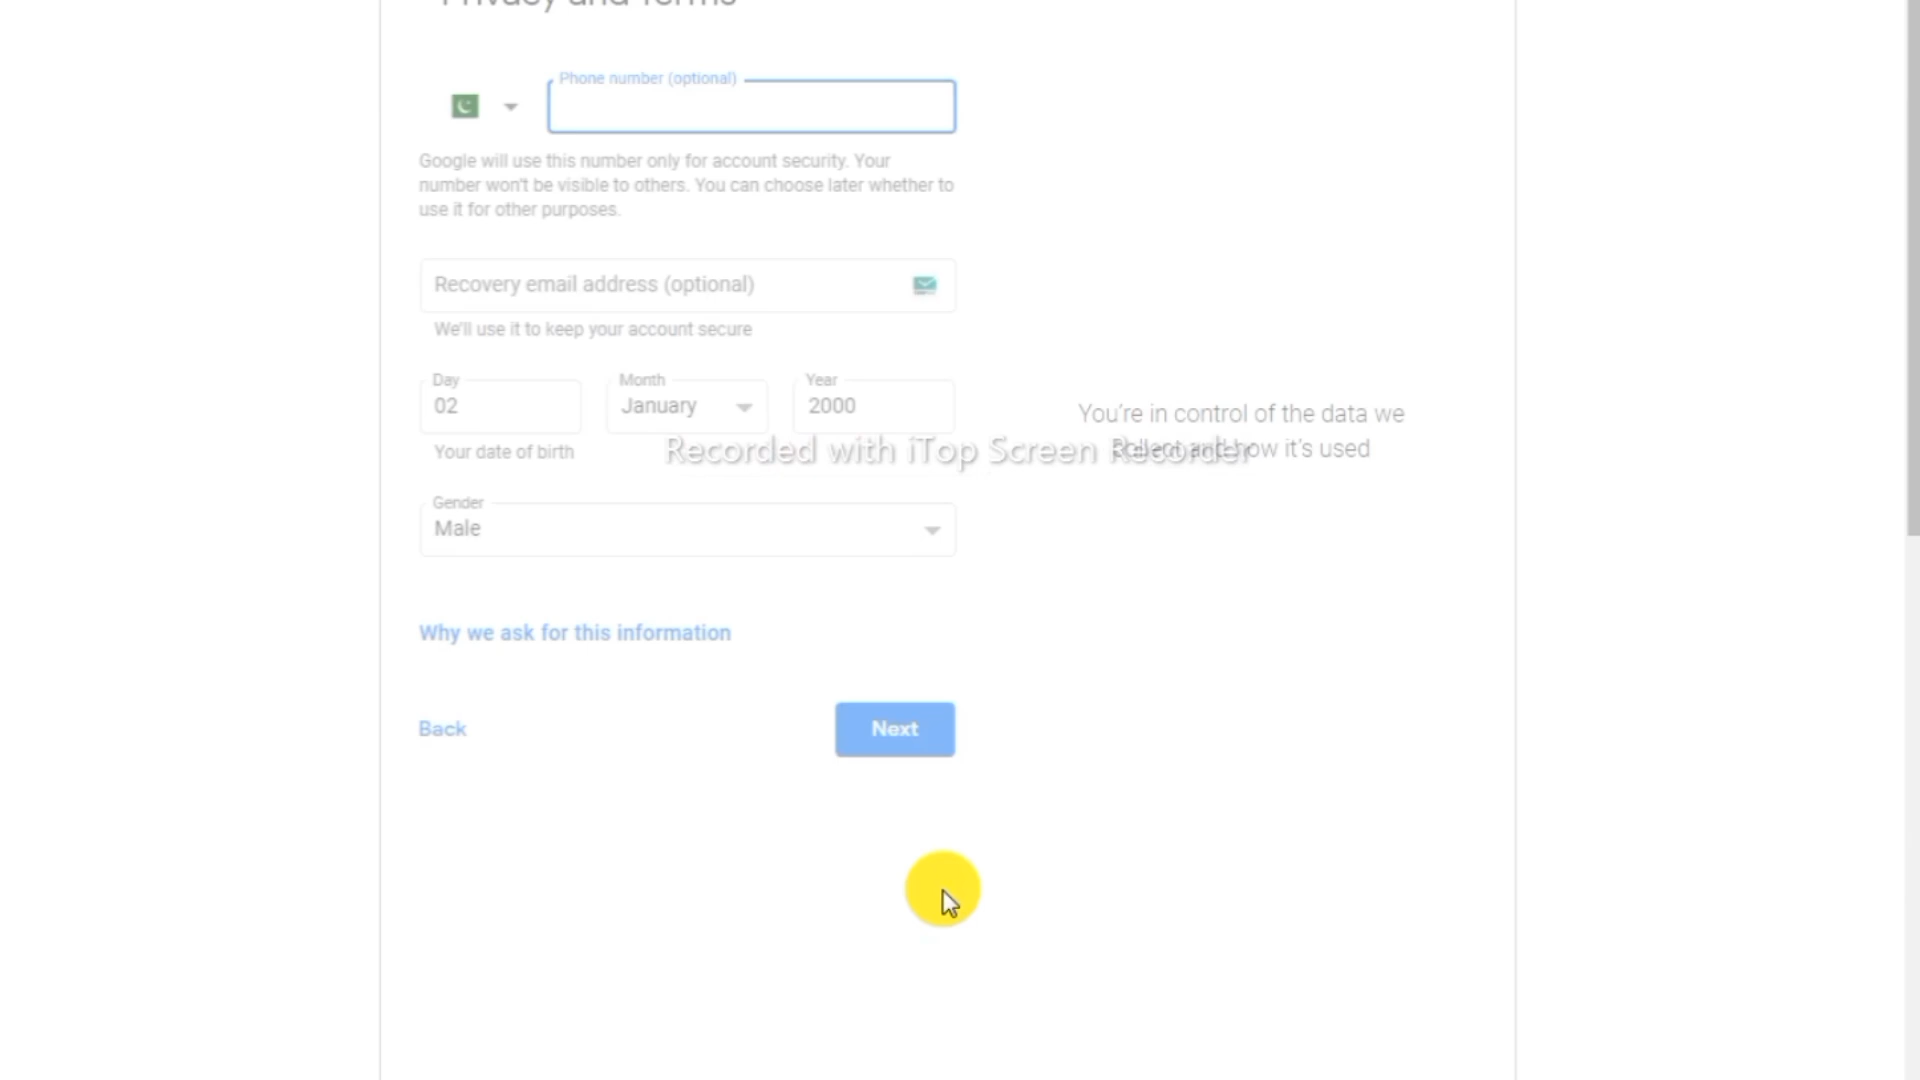 Privacy and Terms
Phone number (optional)
Google will use this number only for account security. Your
number won't be visible to others. You can choose later whether to
use it for other purposes.
Recovery email address (optional)
We'll use it to keep your account secure
Day
02
Month
January
Year
2000
Your date of birth
You're in control of the data we
collect and how it's used
Recorded with iTop Screen Recorder
Gender
Male
Why we ask for this information
Back
Next